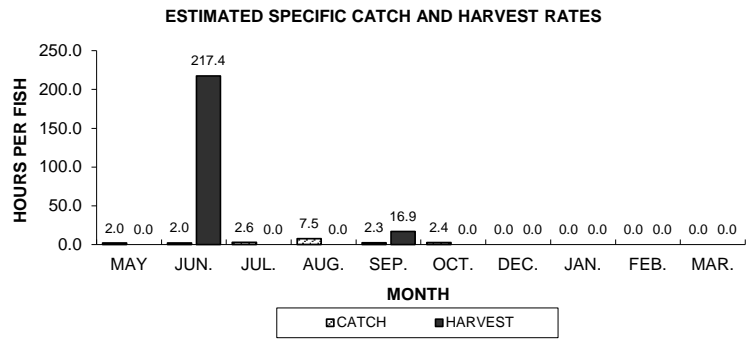 ESTIMATED SPECIFIC CATCH AND HARVEST RATES
HOURS PER FISH
250.0
200.0
150.0
100.0
50.0
0.0
2.0 0.0 2.0 217.4 2.6 0.0 7.5 0.0 2.3 16.9 2.4 0.0 0.0 0.0 0.0 0.0 0.0 0.0 0.0 0.0
MAY JUN. JUL. AUG. SEP. OCT. DEC. JAN. FEB. MAR.
MONTH
CATCH HARVEST